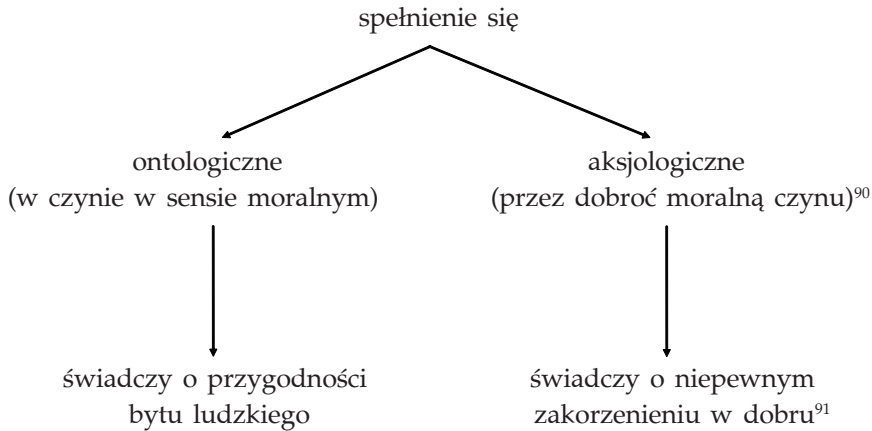 spełnienie się
ontologiczne
(w czynie w sensie moralnym)
aksjologiczne
(przez dobroć moralną czynu)⁹⁰
świadczy o przygodności
bytu ludzkiego
świadczy o niepewnym
zakorzenieniu w dobru⁹¹